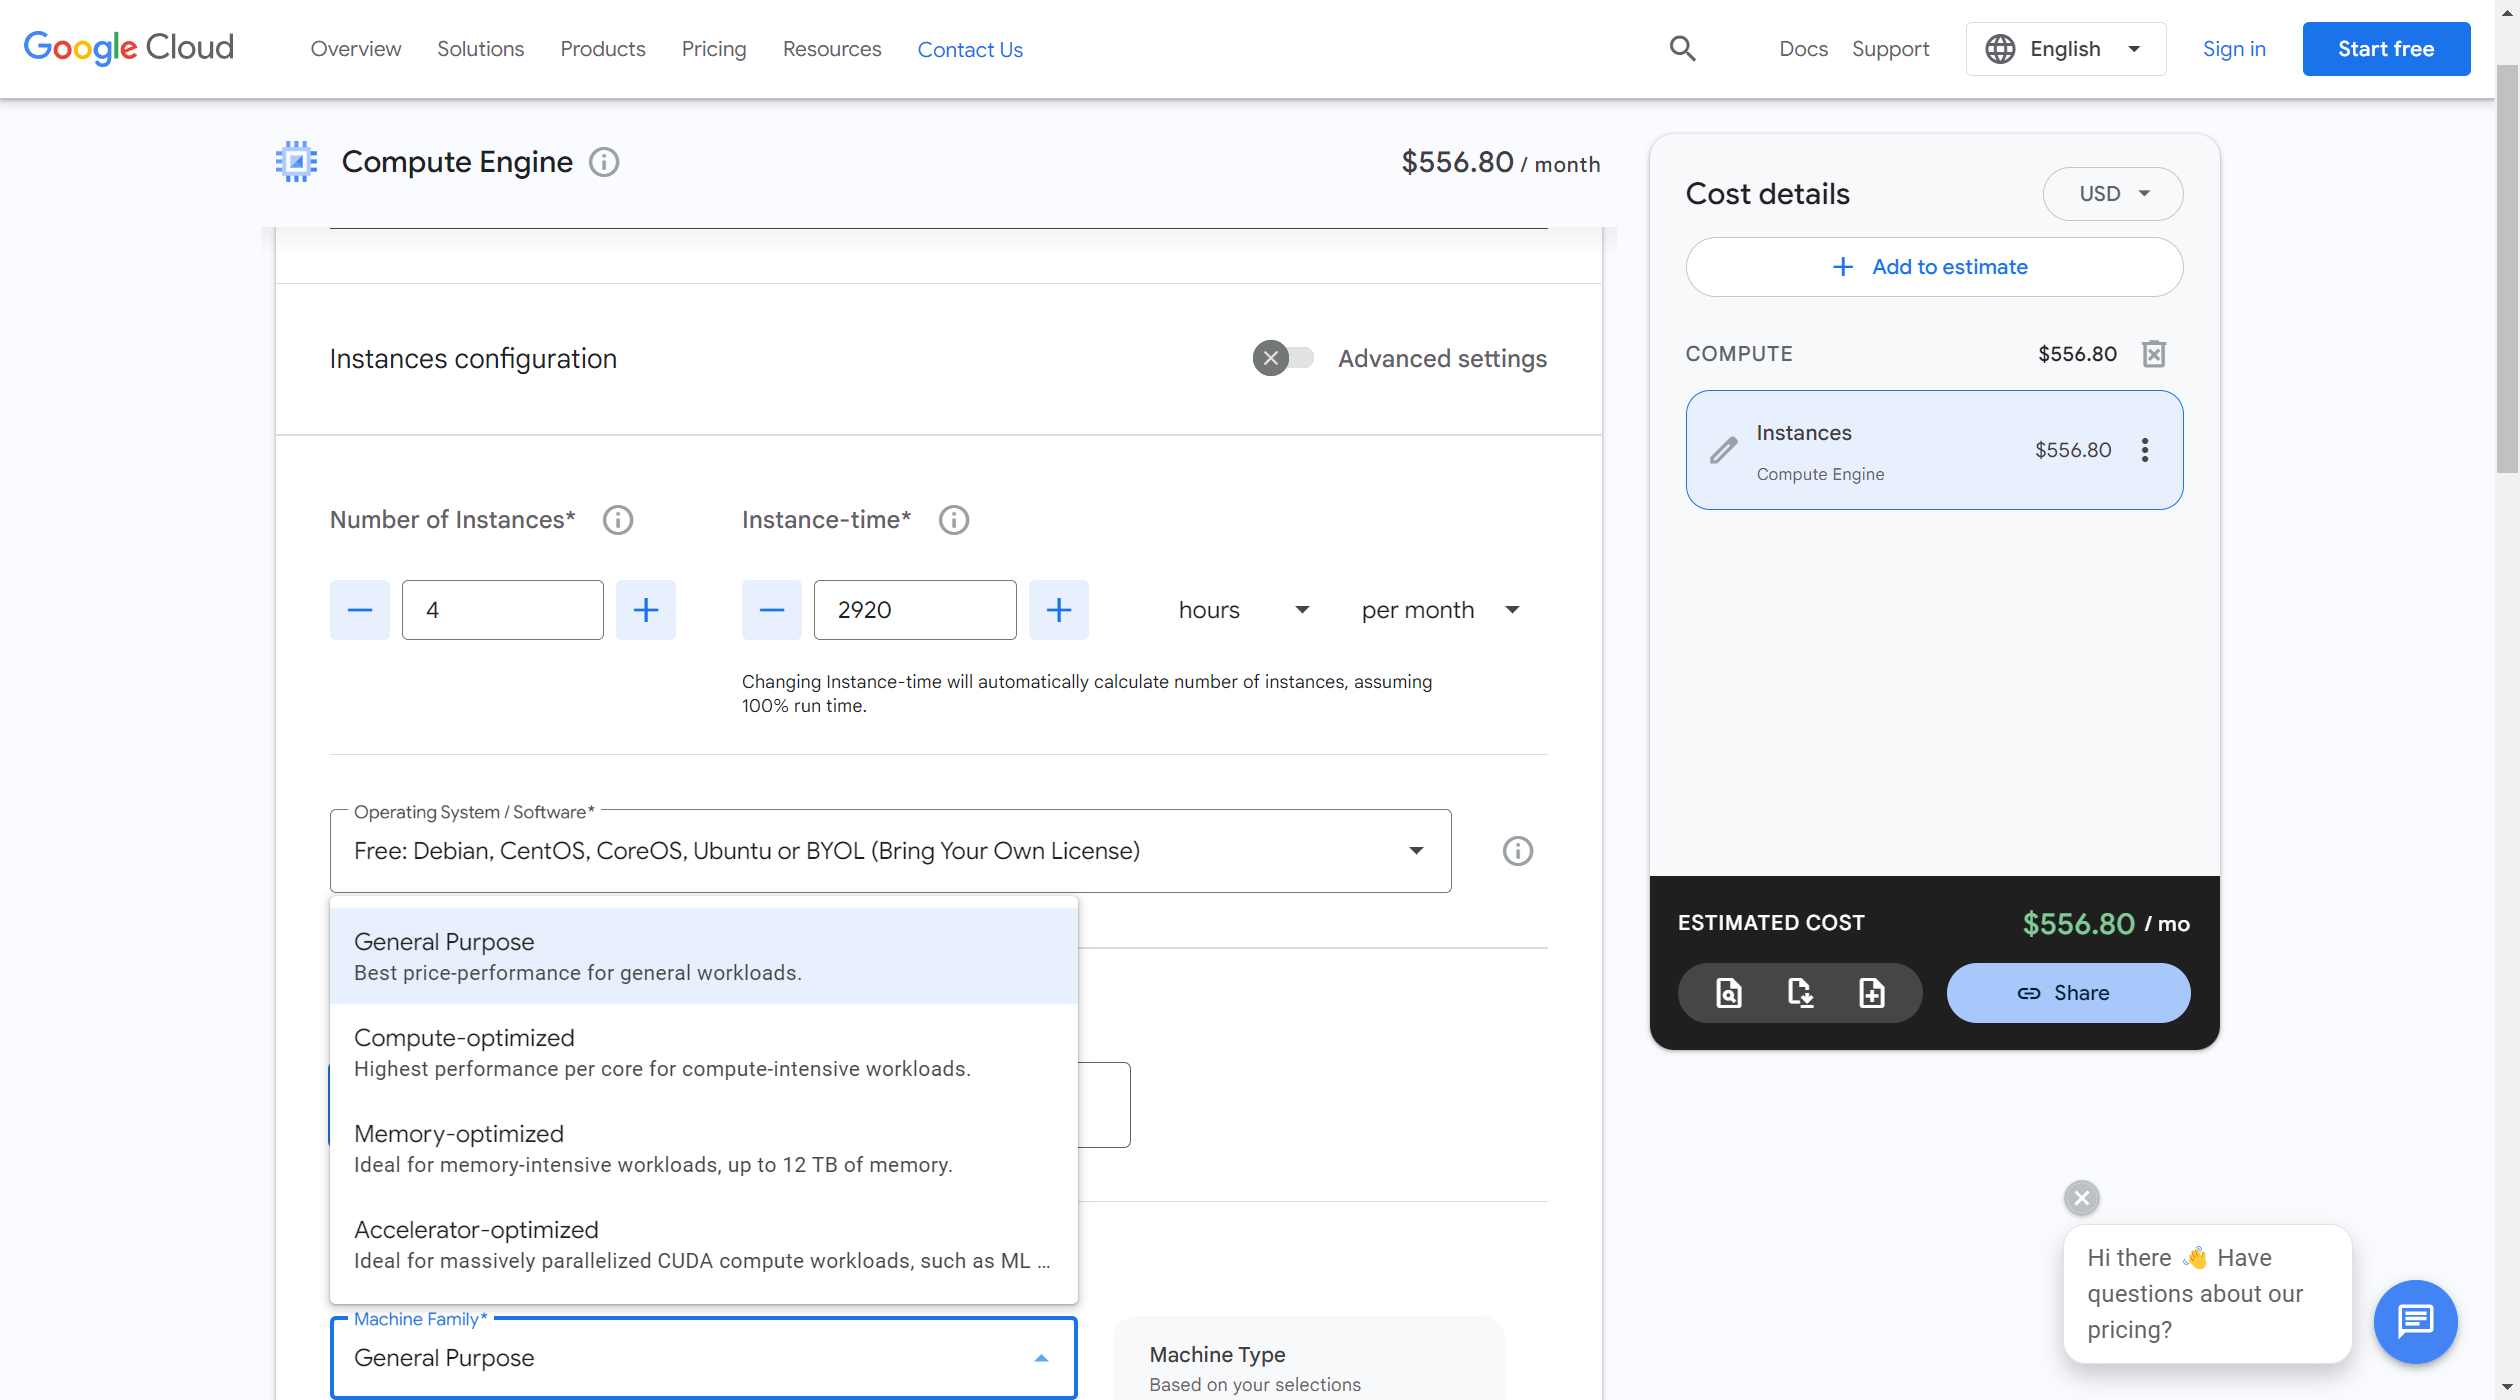 Google Cloud
Overview
Solutions
Products
Pricing
Resources
Contact Us
Docs
Support
English
Sign in
Start free
Compute Engine
$556.80 / month
Instances configuration
Advanced settings
Number of Instances*
Instance-time*
4
2920
hours
per month
Changing Instance-time will automatically calculate number of instances, assuming
100% run time.
Operating System / Software*
Free: Debian, CentOS, CoreOS, Ubuntu or BYOL (Bring Your Own License)
General Purpose
Best price-performance for general workloads.
Compute-optimized
Highest performance per core for compute-intensive workloads.
Memory-optimized
Ideal for memory-intensive workloads, up to 12 TB of memory.
Accelerator-optimized
Ideal for massively parallelized CUDA compute workloads, such as ML ...
Machine Family*
General Purpose
Machine Type
Based on your selections
Cost details
USD
Add to estimate
COMPUTE
$556.80
Instances
Compute Engine
$556.80
ESTIMATED COST
$556.80 / mo
Share
Hi there 👋 Have
questions about our
pricing?